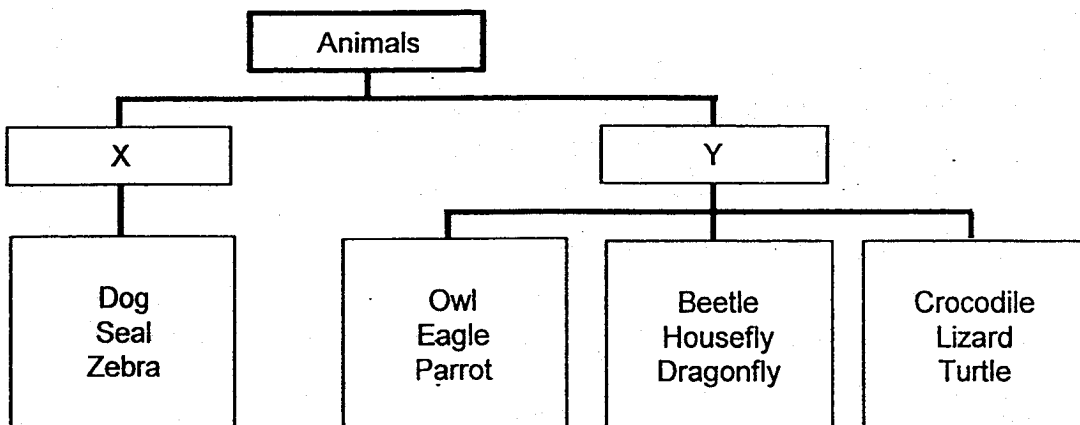 Animals
X
Y
Dog
Seal
Zebra
Owl
Eagle
Parrot
Beetle
Housefly
Dragonfly
Crocodile
Lizard
Turtle